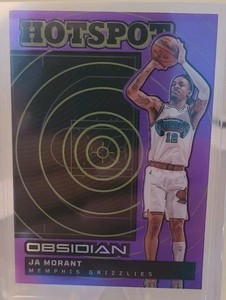 HOTSPOT
12
OBSIDIAN
JA MORANT
MEMPHIS GRIZZLIES